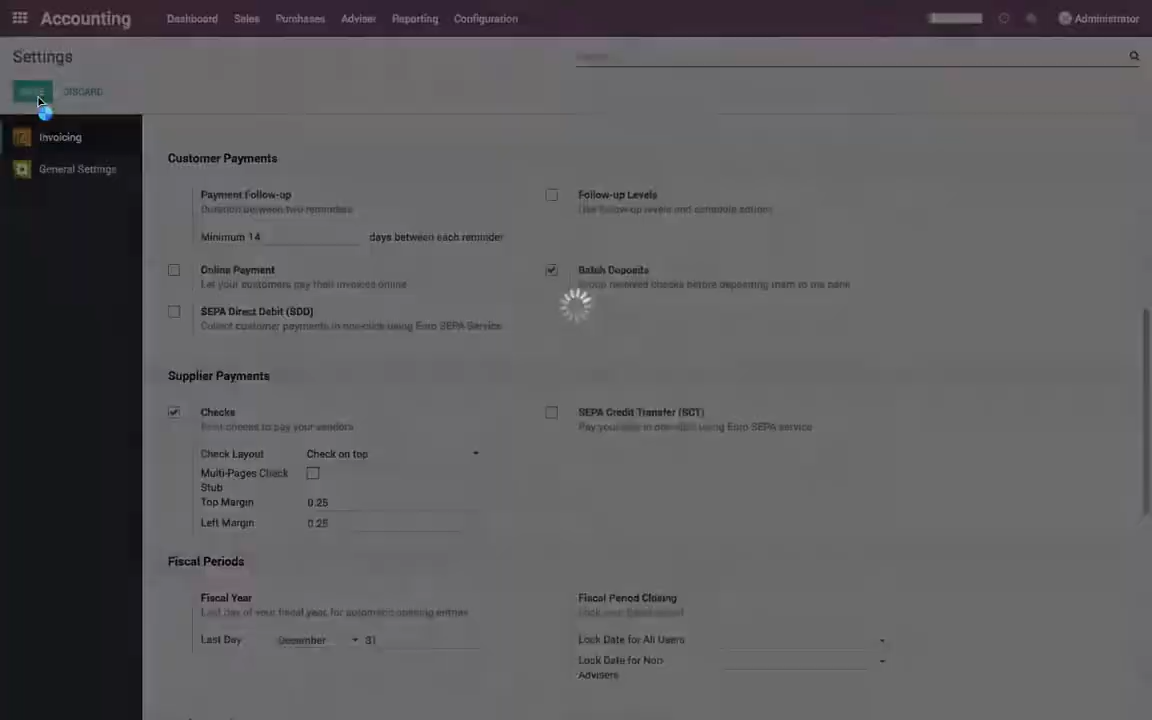 Accounting Dashboard Sales Purchases Adviser Reporting Configuration Administrator
Settings
DISCARD
Invoicing
General Settings
Customer Payments
Payment Follow-up
Duration between two reminders
Minimum 14 days between each reminder
Follow-up Levels
Use follow-up levels and schedule actions
Online Payment
Let your customers pay their invoices online
Batch Deposits
Group received checks before depositing them to the bank
SEPA Direct Debit (SDD)
Collect customer payments in one-click using Euro SEPA Service
Supplier Payments
Checks
Print checks to pay your vendors
SEPA Credit Transfer (SCT)
Pay your in one-click using Euro SEPA service
Check Layout Check on top
Multi-Pages Check
Stub
Top Margin 0.25
Left Margin 0.25
Fiscal Periods
Fiscal Year
Last day of your fiscal year for automatic opening entries
Last Day December 31
Fiscal Period Closing
Lock your fiscal period
Lock Date for All Users
Lock Date for Non-
Advisers